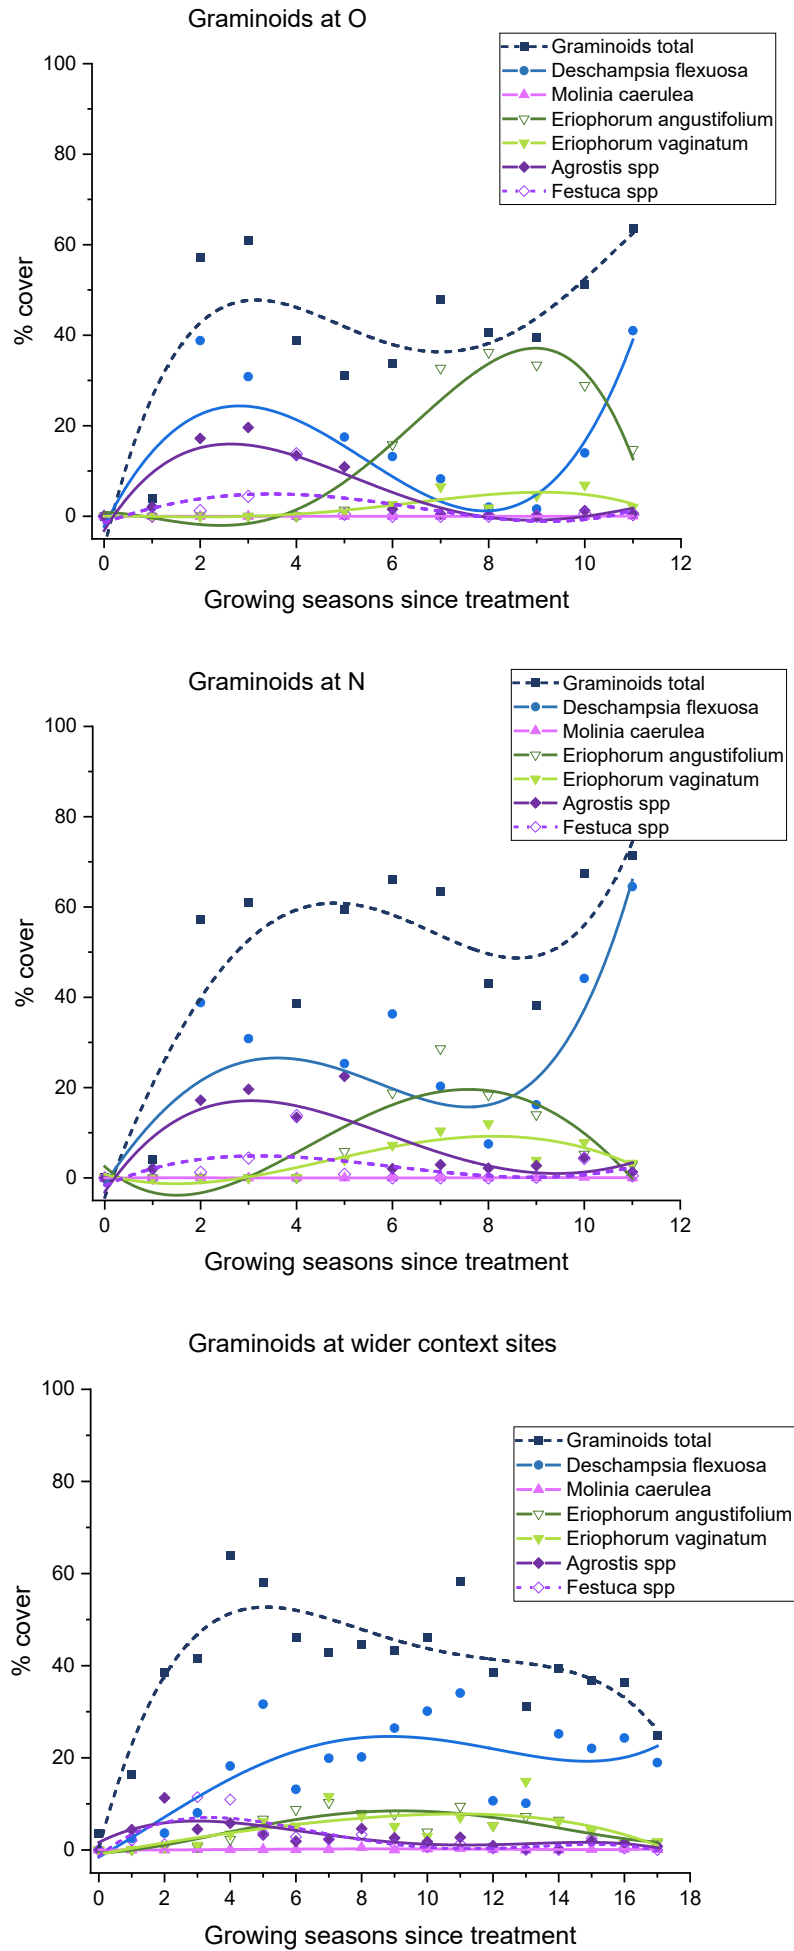 Graminoids at O
Graminoids total
Deschampsia flexuosa
Molinia caerulea
Eriophorum angustifolium
Eriophorum vaginatum
Agrostis spp
Festuca spp
100
80
60
40
20
0
% cover
0 2 4 6 8 10 12
Growing seasons since treatment
Graminoids at N
Graminoids total
Deschampsia flexuosa
Molinia caerulea
Eriophorum angustifolium
Eriophorum vaginatum
Agrostis spp
Festuca spp
100
80
60
40
20
0
% cover
0 2 4 6 8 10 12
Growing seasons since treatment
Graminoids at wider context sites
Graminoids total
Deschampsia flexuosa
Molinia caerulea
Eriophorum angustifolium
Eriophorum vaginatum
Agrostis spp
Festuca spp
100
80
60
40
20
0
% cover
0 2 4 6 8 10 12 14 16 18
Growing seasons since treatment